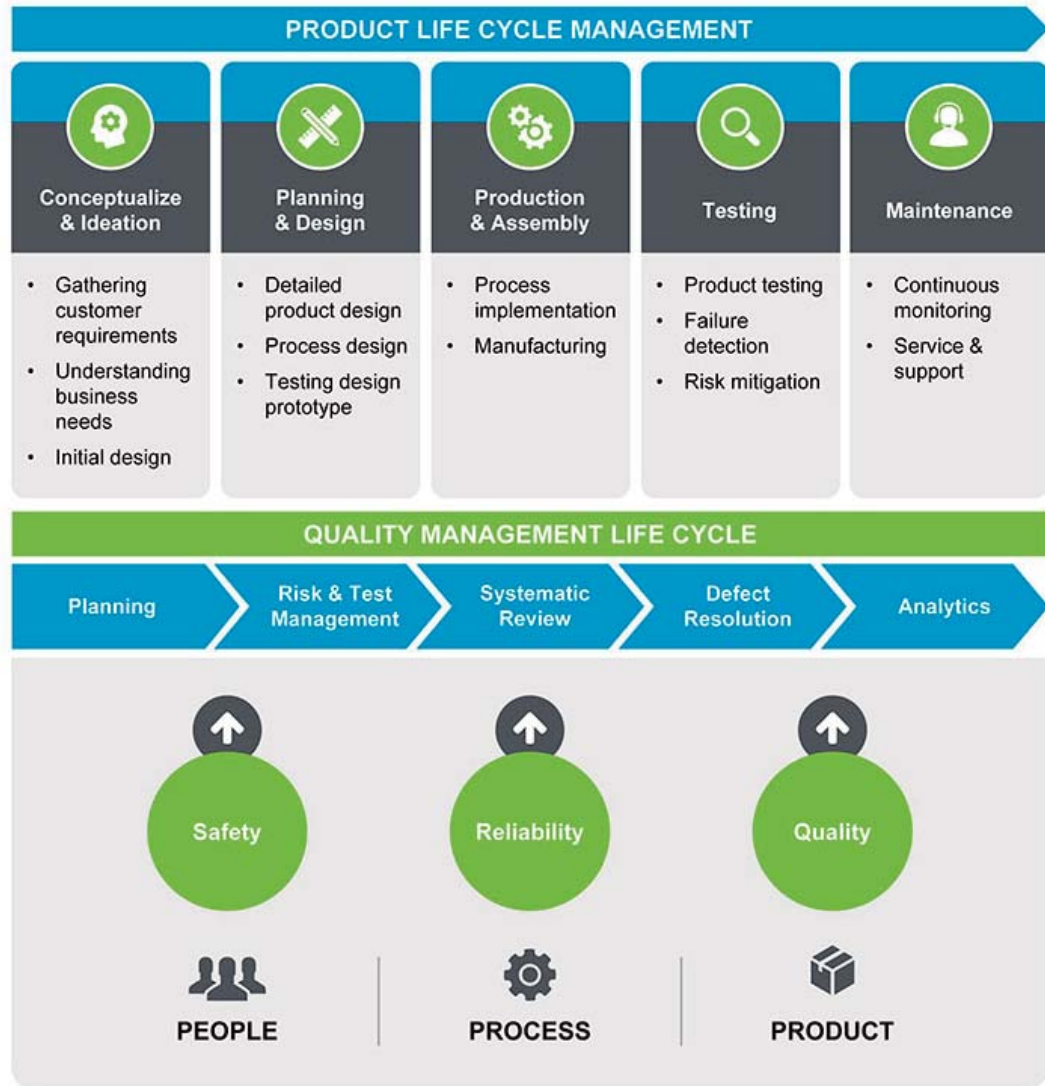 PRODUCT LIFE CYCLE MANAGEMENT
Conceptualize
& Ideation
• Gathering
customer
requirements
• Understanding
business
needs
• Initial design
Planning
& Design
• Detailed
product design
• Process design
• Testing design
prototype
Production
& Assembly
• Process
implementation
• Manufacturing
Testing
• Product testing
• Failure
detection
• Risk mitigation
Maintenance
• Continuous
monitoring
• Service &
support
QUALITY MANAGEMENT LIFE CYCLE
Planning
Risk & Test
Management
Systematic
Review
Defect
Resolution
Analytics
Safety
Reliability
Quality
PEOPLE
PROCESS
PRODUCT